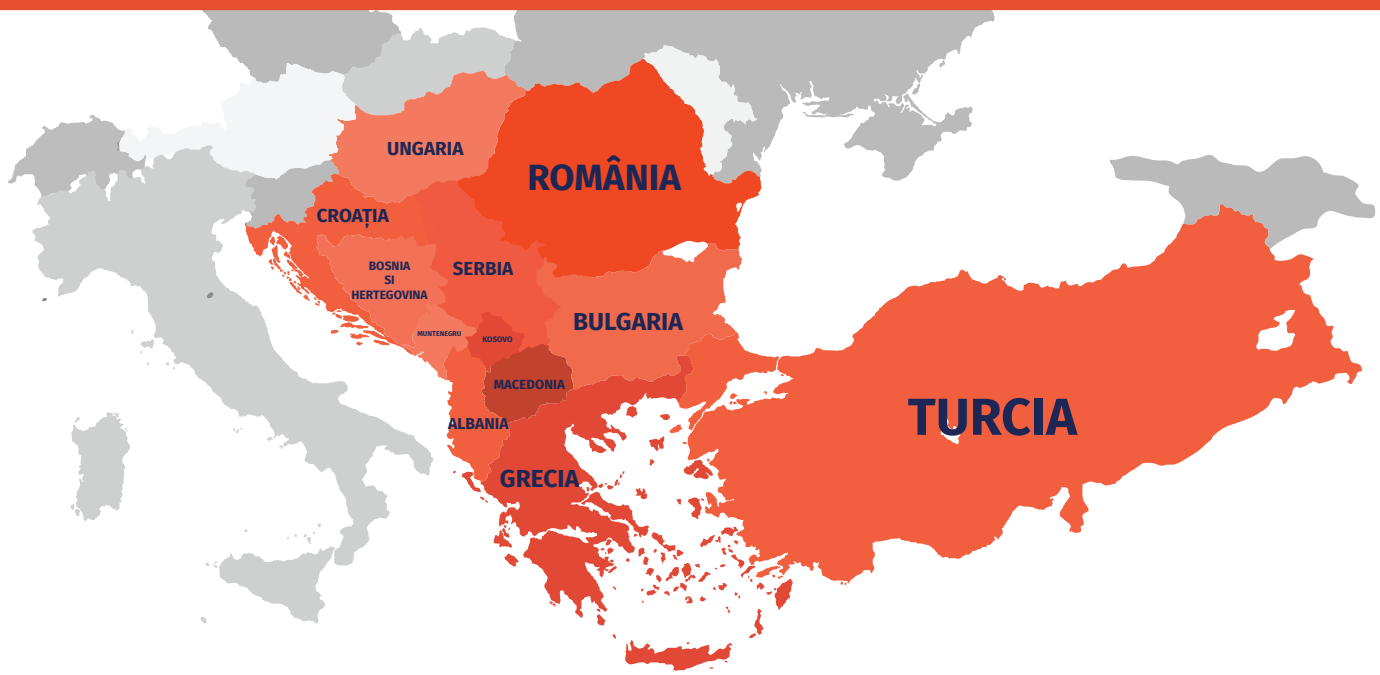 UNGARIA
ROMÂNIA
CROAȚIA
BOSNIA
SI
HERTEGOVINA
SERBIA
BULGARIA
MUNTENEGRU
KOSOVO
MACEDONIA
ALBANIA
GRECIA
TURCIA